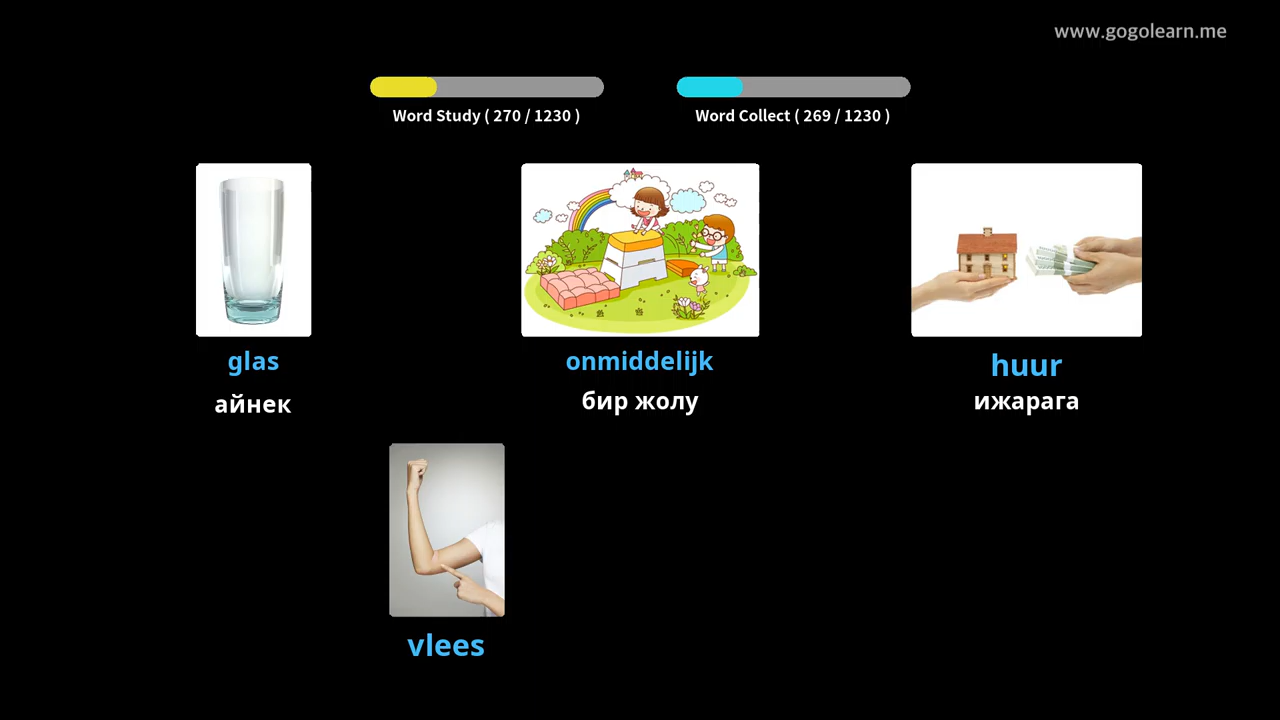 www.gogolearn.me
Word Study ( 270 / 1230 )
Word Collect ( 269 / 1230 )
glas
onmiddelijk
huur
айнек
бир жолу
ижарага
vlees